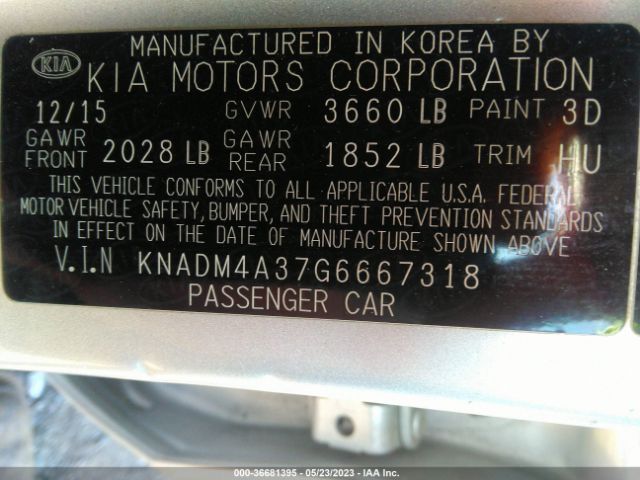 MANUFACTURED IN KOREA BY
KIA KIA MOTORS CORPORATION
12/15 GVWR 3660 LB PAINT 3D
GAWR FRONT 2028 LB GAWR REAR 1852 LB TRIM HU
THIS VEHICLE CONFORMS TO ALL APPLICABLE U.S.A. FEDERAL
MOTOR VEHICLE SAFETY, BUMPER, AND THEFT PREVENTION STANDARDS
IN EFFECT ON THE DATE OF MANUFACTURE SHOWN ABOVE
V.I.N KNADM4A37G6667318
PASSENGER CAR
000-36681395 - 05/23/2023 - IAA Inc.